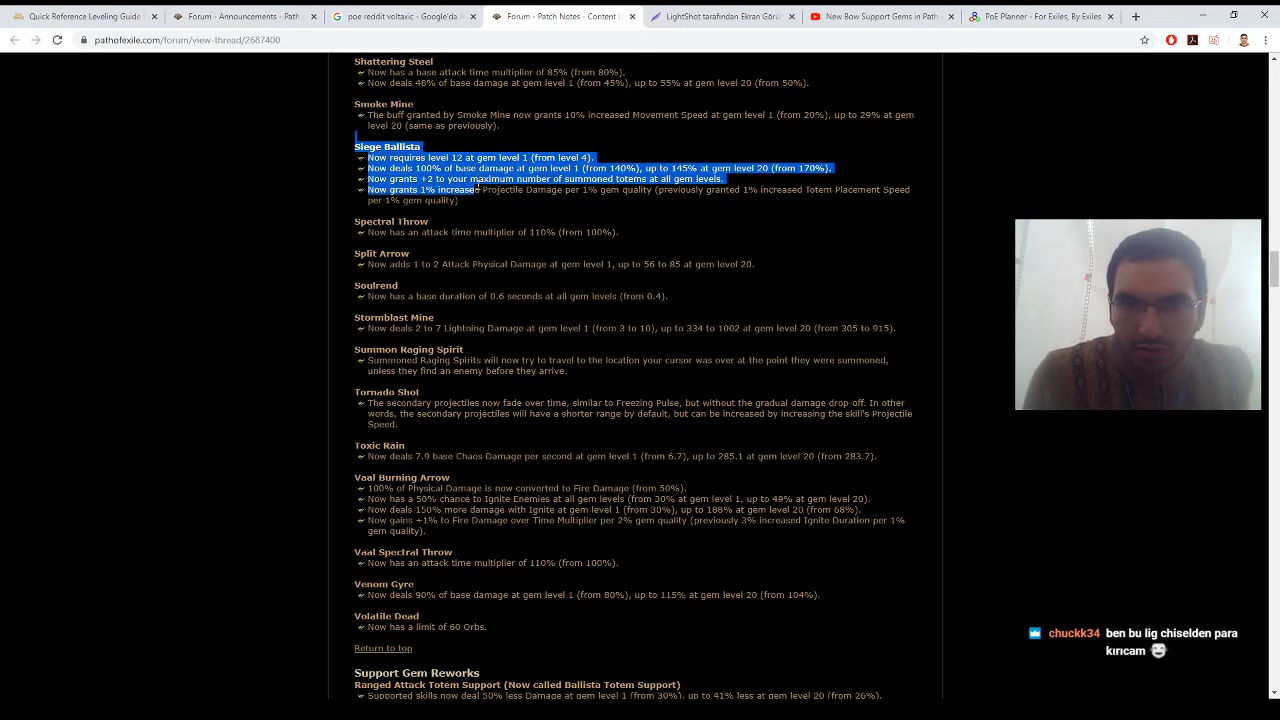 Quick Reference Leveling Guide f
Forum - Announcements - Path e
poe reddit voltaxic - Google'da A
Forum - Patch Notes - Content U
LightShot tarafından Ekran Görün
New Bow Support Gems in Path
PoE Planner - For Exiles, By Exiles
pathofexile.com/forum/view-thread/2687400
Shattering Steel
Now has a base attack time multiplier of 85% (from 80%).
Now deals 48% of base damage at gem level 1 (from 45%), up to 55% at gem level 20 (from 50%).
Smoke Mine
The buff granted by Smoke Mine now grants 10% increased Movement Speed at gem level 1 (from 20%), up to 29% at gem
level 20 (same as previously).
Siege Ballista
Now requires level 12 at gem level 1 (from level 4).
Now deals 100% of base damage at gem level 1 (from 140%), up to 145% at gem level 20 (from 170%).
Now grants +2 to your maximum number of summoned totems at all gem levels.
Now grants 1% increased Projectile Damage per 1% gem quality (previously granted 1% increased Totem Placement Speed
per 1% gem quality)
Spectral Throw
Now has an attack time multiplier of 110% (from 100%).
Split Arrow
Now adds 1 to 2 Attack Physical Damage at gem level 1, up to 56 to 85 at gem level 20.
Soulrend
Now has a base duration of 0.6 seconds at all gem levels (from 0.4).
Stormblast Mine
Now deals 2 to 7 Lightning Damage at gem level 1 (from 3 to 10), up to 334 to 1002 at gem level 20 (from 305 to 915).
Summon Raging Spirit
Summoned Raging Spirits will now try to travel to the location your cursor was over at the point they were summoned,
unless they find an enemy before they arrive.
Tornado Shot
The secondary projectiles now fade over time, similar to Freezing Pulse, but without the gradual damage drop-off. In other
words, the secondary projectiles will have a shorter range by default, but can be increased by increasing the skill's Projectile
Speed.
Toxic Rain
Now deals 7.9 base Chaos Damage per second at gem level 1 (from 6.7), up to 285.1 at gem level 20 (from 283.7).
Vaal Burning Arrow
100% of Physical Damage is now converted to Fire Damage (from 50%).
Now has a 50% chance to Ignite Enemies at all gem levels (from 30% at gem level 1, up to 49% at gem level 20).
Now deals 150% more damage with Ignite at gem level 1 (from 30%), up to 188% at gem level 20 (from 68%).
Now gains +1% to Fire Damage over Time Multiplier per 2% gem quality (previously 3% increased Ignite Duration per 1%
gem quality).
Vaal Spectral Throw
Now has an attack time multiplier of 110% (from 100%).
Venom Gyre
Now deals 90% of base damage at gem level 1 (from 80%), up to 115% at gem level 20 (from 104%).
Volatile Dead
Now has a limit of 60 Orbs.
Return to top
Support Gem Reworks
Ranged Attack Totem Support (Now called Ballista Totem Support)
Supported skills now deal 50% less Damage at gem level 1 (from 30%), up to 41% less at gem level 20 (from 26%).
chuckk34 ben bu lig chiselden para
kırıcam